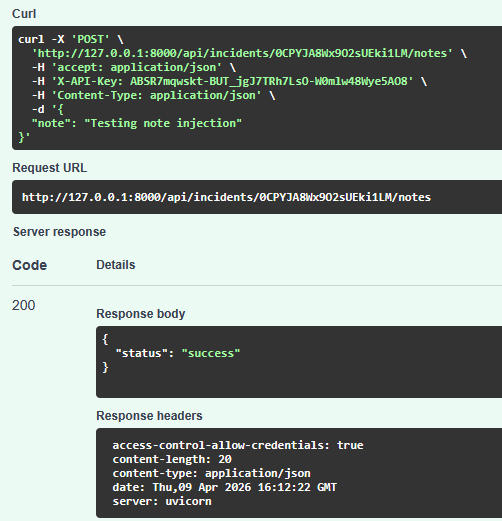 Curl
curl -X 'POST' \
  'http://127.0.0.1:8000/api/incidents/0CPYJA8Wx9O2sUEki1LM/notes' \
  -H 'accept: application/json' \
  -H 'X-API-Key: ABSR7mqwskt-BUT_jgJ7TRh7LsO-W0mlw48Wye5AO8' \
  -H 'Content-Type: application/json' \
  -d '{
  "note": "Testing note injection"
}'
Request URL
http://127.0.0.1:8000/api/incidents/0CPYJA8Wx9O2sUEki1LM/notes
Server response
Code Details
200
Response body
{
  "status": "success"
}
Response headers
access-control-allow-credentials: true
content-length: 20
content-type: application/json
date: Thu,09 Apr 2026 16:12:22 GMT
server: uvicorn